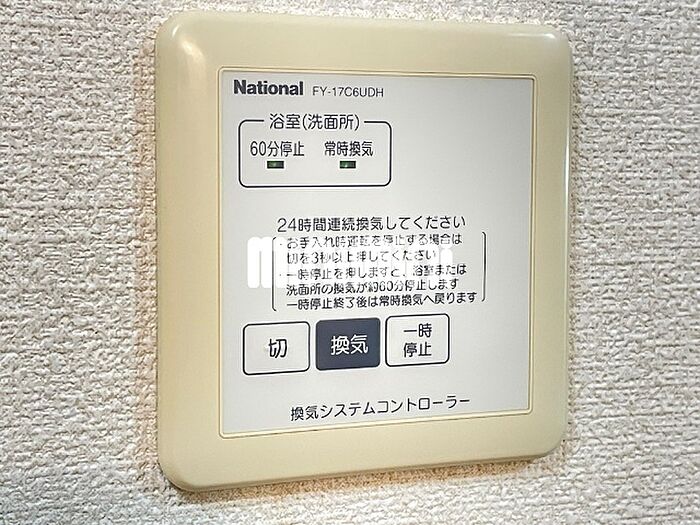 National FY-17C6UDH
浴室(洗面所)
60分停止 常時換気
24時間連続換気してください
お手入れ時運転を停止する場合は
切を3秒以上押してください
一時停止を押しますと、浴室または
洗面所の換気が約60分停止します
一時停止終了後は常時換気へ戻ります
切 換気 一時
停止
換気システムコントローラー